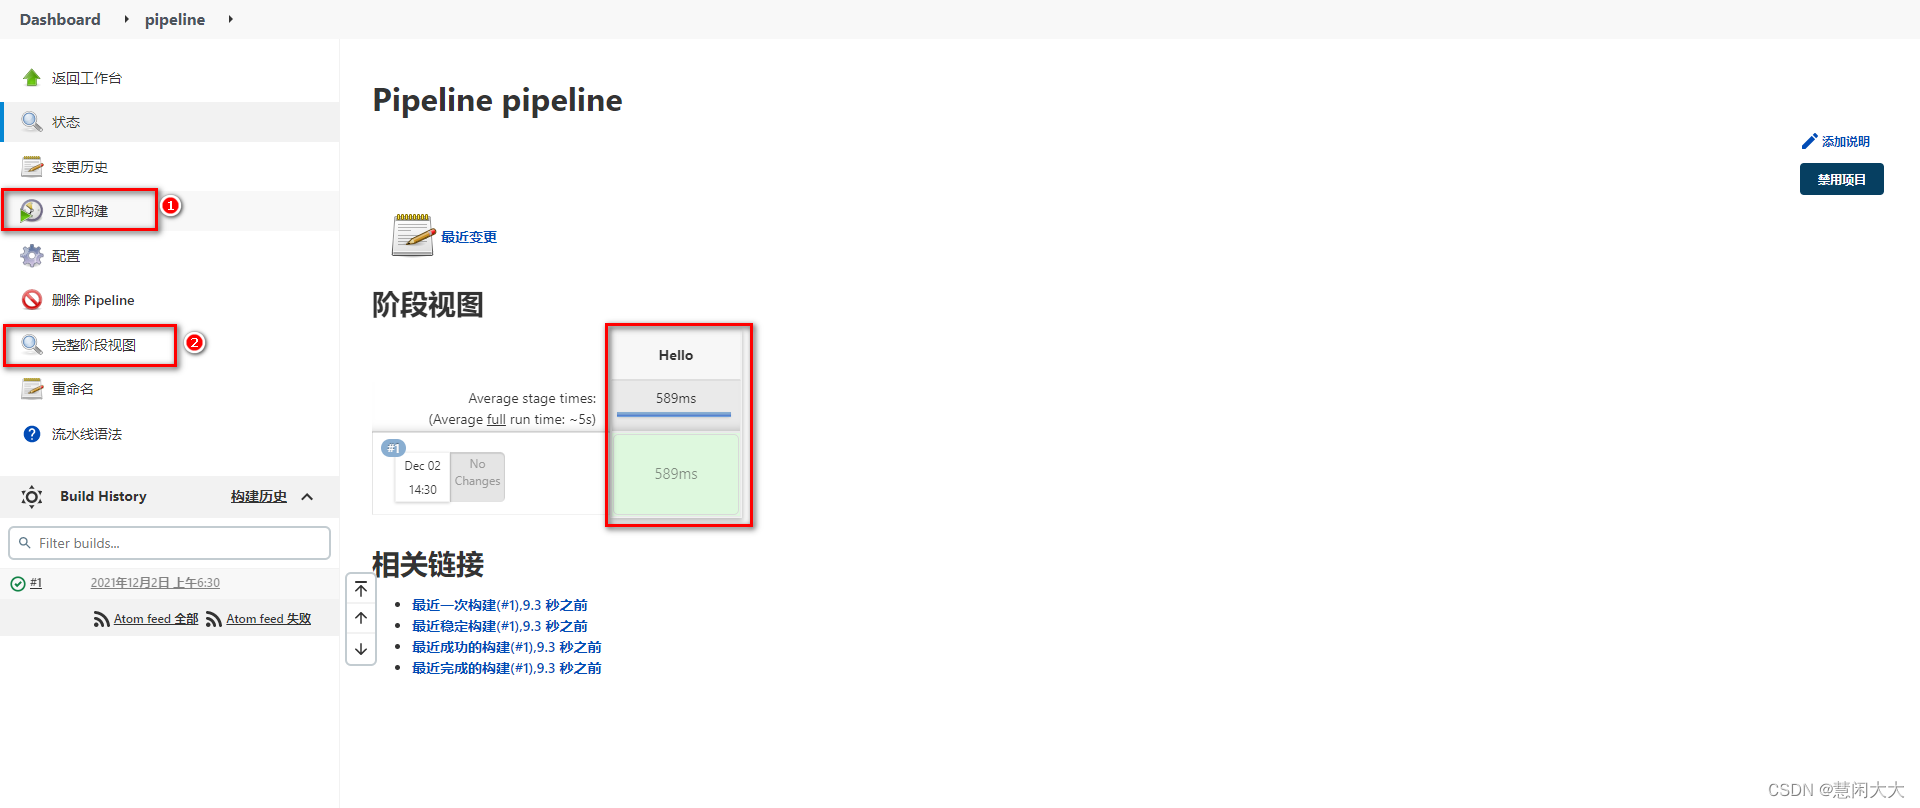 Dashboard pipeline
返回工作台
状态
变更历史
立即构建 1
配置
删除 Pipeline
完整阶段视图 2
重命名
流水线语法
Build History 构建历史
Filter builds...
#1 2021年12月2日 上午6:30
Atom feed 全部 Atom feed 失败
Pipeline pipeline
添加说明
禁用项目
最近变更
阶段视图
Hello
Average stage times: 589ms
(Average full run time: ~5s)
#1
Dec 02
14:30
No
Changes
589ms
相关链接
最近一次构建(#1),9.3 秒之前
最近稳定构建(#1),9.3 秒之前
最近成功的构建(#1),9.3 秒之前
最近完成的构建(#1),9.3 秒之前
CSDN @慧闲大大